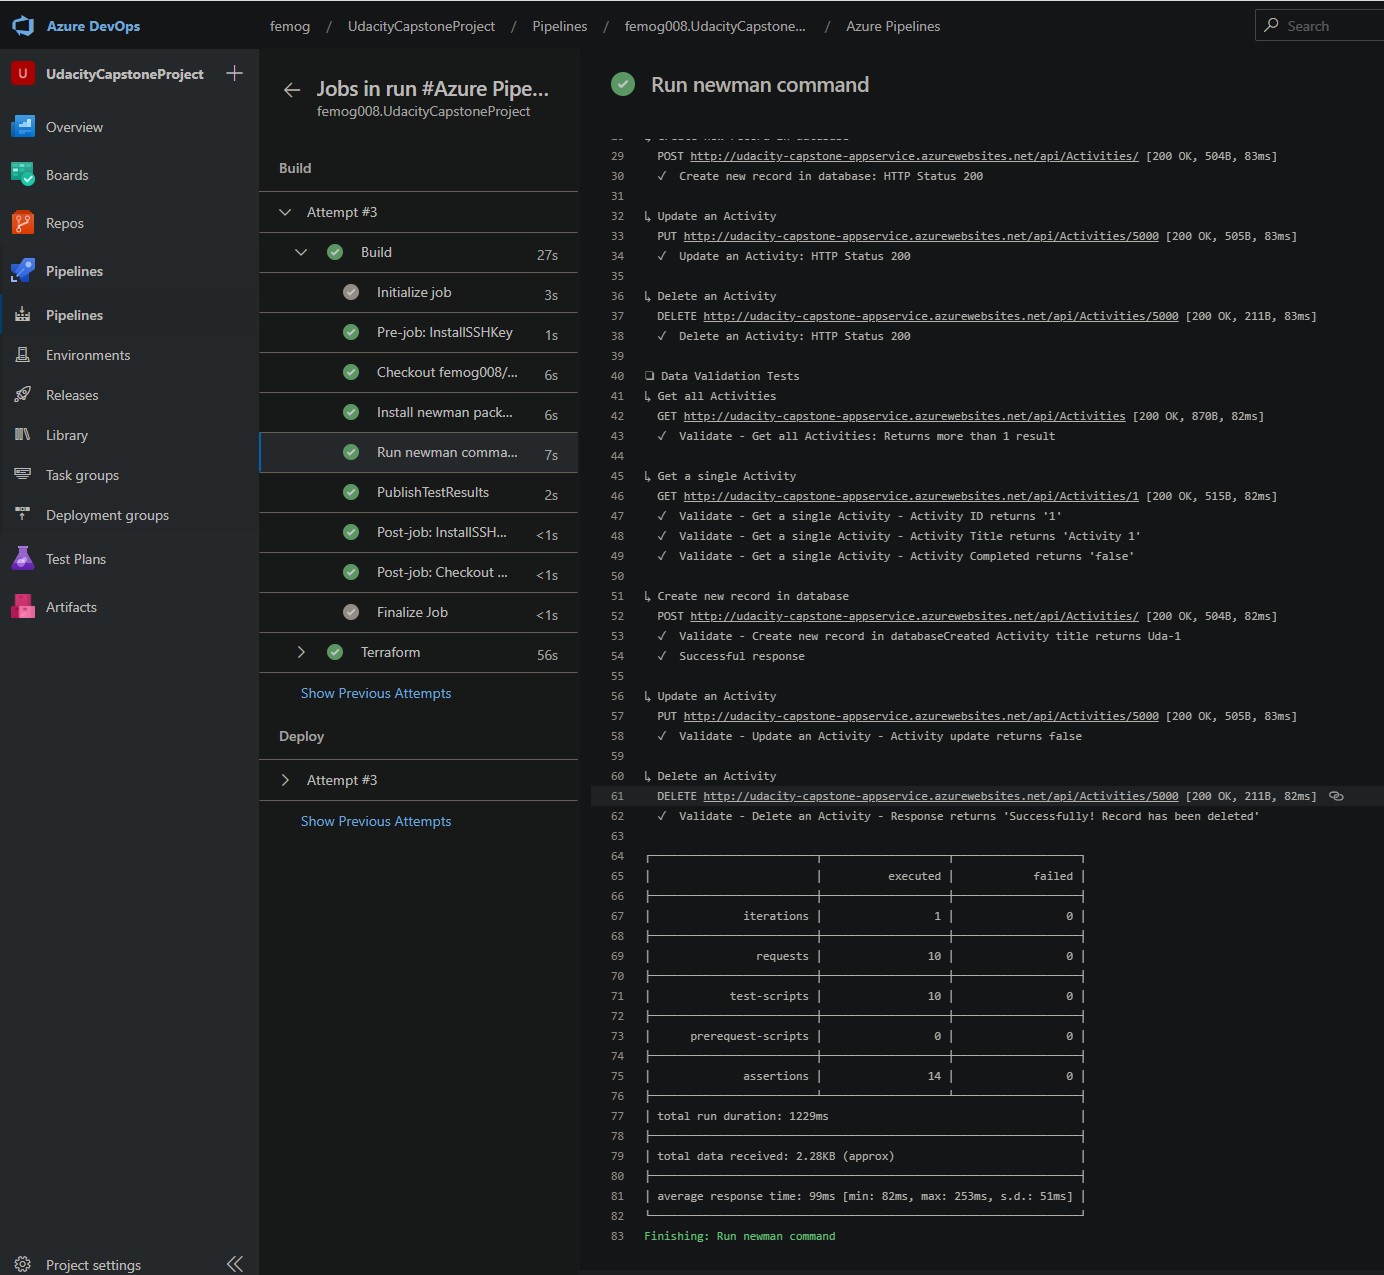 Azure DevOps
femog / UdacityCapstoneProject / Pipelines / femog008.UdacityCapstone... / Azure Pipelines
Search
U UdacityCapstoneProject
Overview
Boards
Repos
Pipelines
Pipelines
Environments
Releases
Library
Task groups
Deployment groups
Test Plans
Artifacts
Project settings
Jobs in run #Azure Pipe...
femog008.UdacityCapstoneProject
Build
Attempt #3
Build 27s
Initialize job 3s
Pre-job: InstallSSHKey 1s
Checkout femog008/... 6s
Install newman pack... 6s
Run newman comma... 7s
PublishTestResults 2s
Post-job: InstallSSH... <1s
Post-job: Checkout ... <1s
Finalize Job <1s
Terraform 56s
Show Previous Attempts
Deploy
Attempt #3
Show Previous Attempts
Run newman command
28 ↳ Create new record in database
29 POST http://udacity-capstone-appservice.azurewebsites.net/api/Activities/ [200 OK, 504B, 83ms]
30 ✓ Create new record in database: HTTP Status 200
31
32 ↳ Update an Activity
33 PUT http://udacity-capstone-appservice.azurewebsites.net/api/Activities/5000 [200 OK, 505B, 83ms]
34 ✓ Update an Activity: HTTP Status 200
35
36 ↳ Delete an Activity
37 DELETE http://udacity-capstone-appservice.azurewebsites.net/api/Activities/5000 [200 OK, 211B, 83ms]
38 ✓ Delete an Activity: HTTP Status 200
39
40 ❏ Data Validation Tests
41 ↳ Get all Activities
42 GET http://udacity-capstone-appservice.azurewebsites.net/api/Activities [200 OK, 870B, 82ms]
43 ✓ Validate - Get all Activities: Returns more than 1 result
44
45 ↳ Get a single Activity
46 GET http://udacity-capstone-appservice.azurewebsites.net/api/Activities/1 [200 OK, 515B, 82ms]
47 ✓ Validate - Get a single Activity - Activity ID returns '1'
48 ✓ Validate - Get a single Activity - Activity Title returns 'Activity 1'
49 ✓ Validate - Get a single Activity - Activity Completed returns 'false'
50
51 ↳ Create new record in database
52 POST http://udacity-capstone-appservice.azurewebsites.net/api/Activities/ [200 OK, 504B, 82ms]
53 ✓ Validate - Create new record in databaseCreated Activity title returns Uda-1
54 ✓ Successful response
55
56 ↳ Update an Activity
57 PUT http://udacity-capstone-appservice.azurewebsites.net/api/Activities/5000 [200 OK, 505B, 83ms]
58 ✓ Validate - Update an Activity - Activity update returns false
59
60 ↳ Delete an Activity
61 DELETE http://udacity-capstone-appservice.azurewebsites.net/api/Activities/5000 [200 OK, 211B, 82ms]
62 ✓ Validate - Delete an Activity - Response returns 'Successfully! Record has been deleted'
63
64
65 executed failed
66
67 iterations 1 0
68
69 requests 10 0
70
71 test-scripts 10 0
72
73 prerequest-scripts 0 0
74
75 assertions 14 0
76
77 total run duration: 1229ms
78
79 total data received: 2.28KB (approx)
80
81 average response time: 99ms [min: 82ms, max: 253ms, s.d.: 51ms]
82
83 Finishing: Run newman command